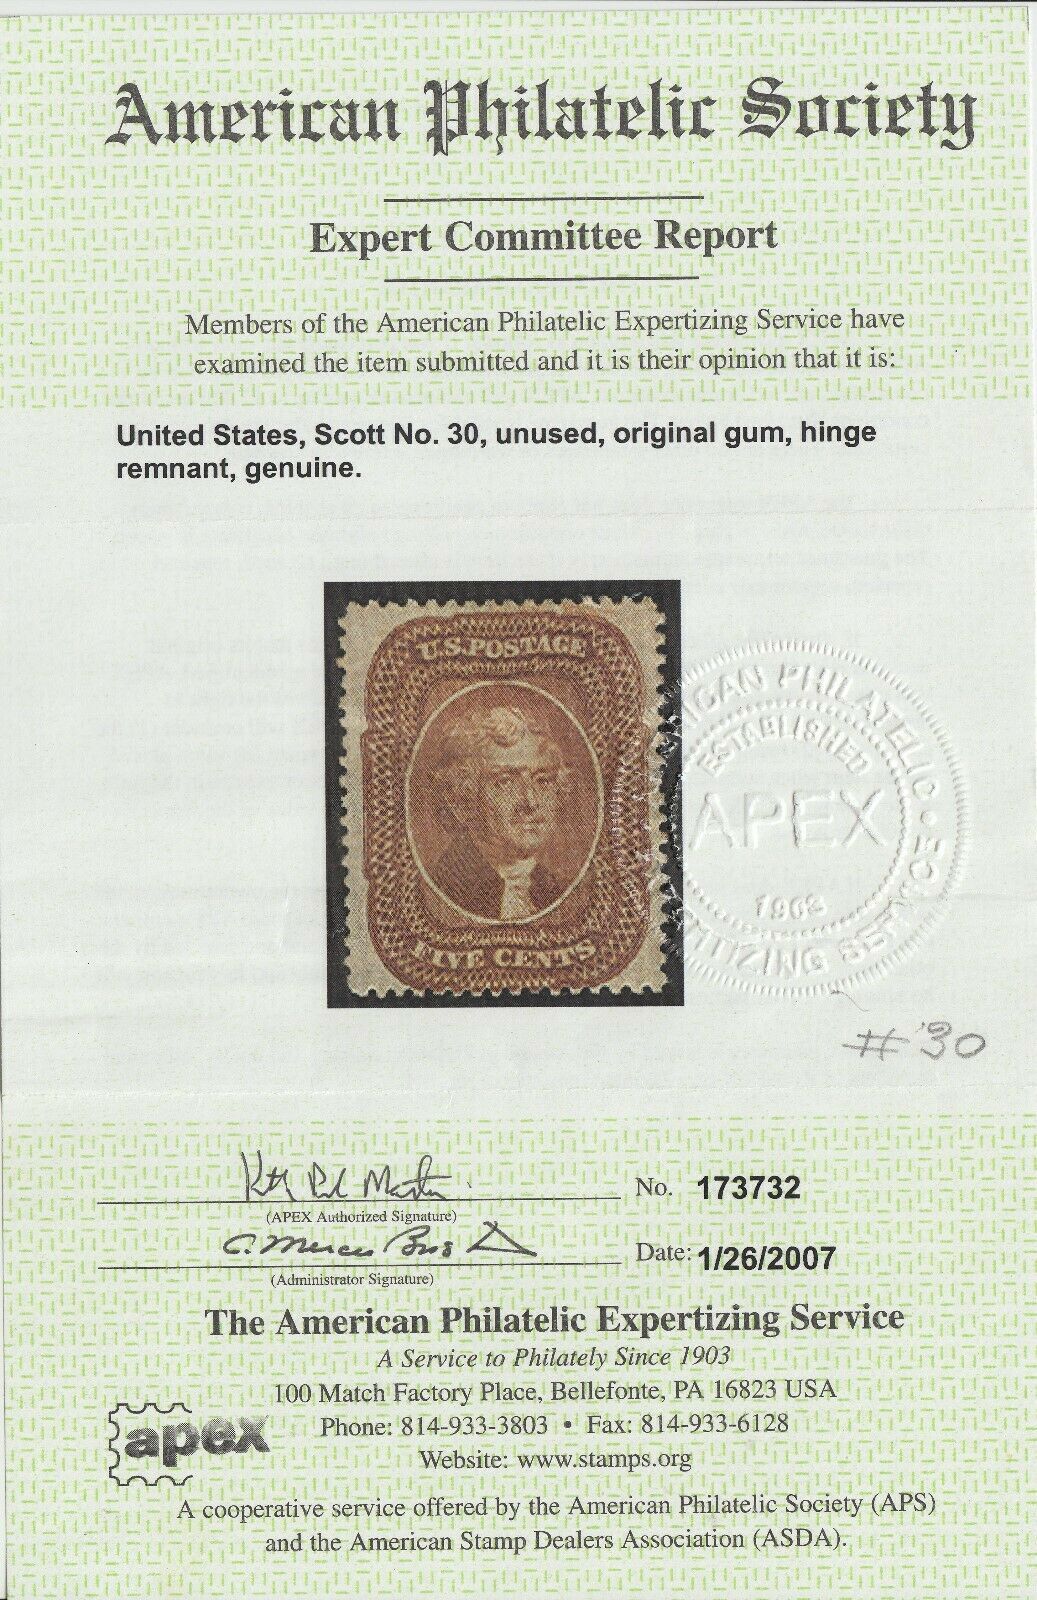 American Philatelic Society
Expert Committee Report
Members of the American Philatelic Expertizing Service have
examined the item submitted and it is their opinion that it is:
United States, Scott No. 30, unused, original gum, hinge
remnant, genuine.
U.S. POSTAGE
FIVE CENTS
AMERICAN PHILATELIC SO
ESTABLISHED
APEX
1903
TIZING SERV
#30
No. 173732
(APEX Authorized Signature)
Date: 1/26/2007
(Administrator Signature)
The American Philatelic Expertizing Service
A Service to Philately Since 1903
100 Match Factory Place, Bellefonte, PA 16823 USA
apex
Phone: 814-933-3803 • Fax: 814-933-6128
Website: www.stamps.org
A cooperative service offered by the American Philatelic Society (APS)
and the American Stamp Dealers Association (ASDA).